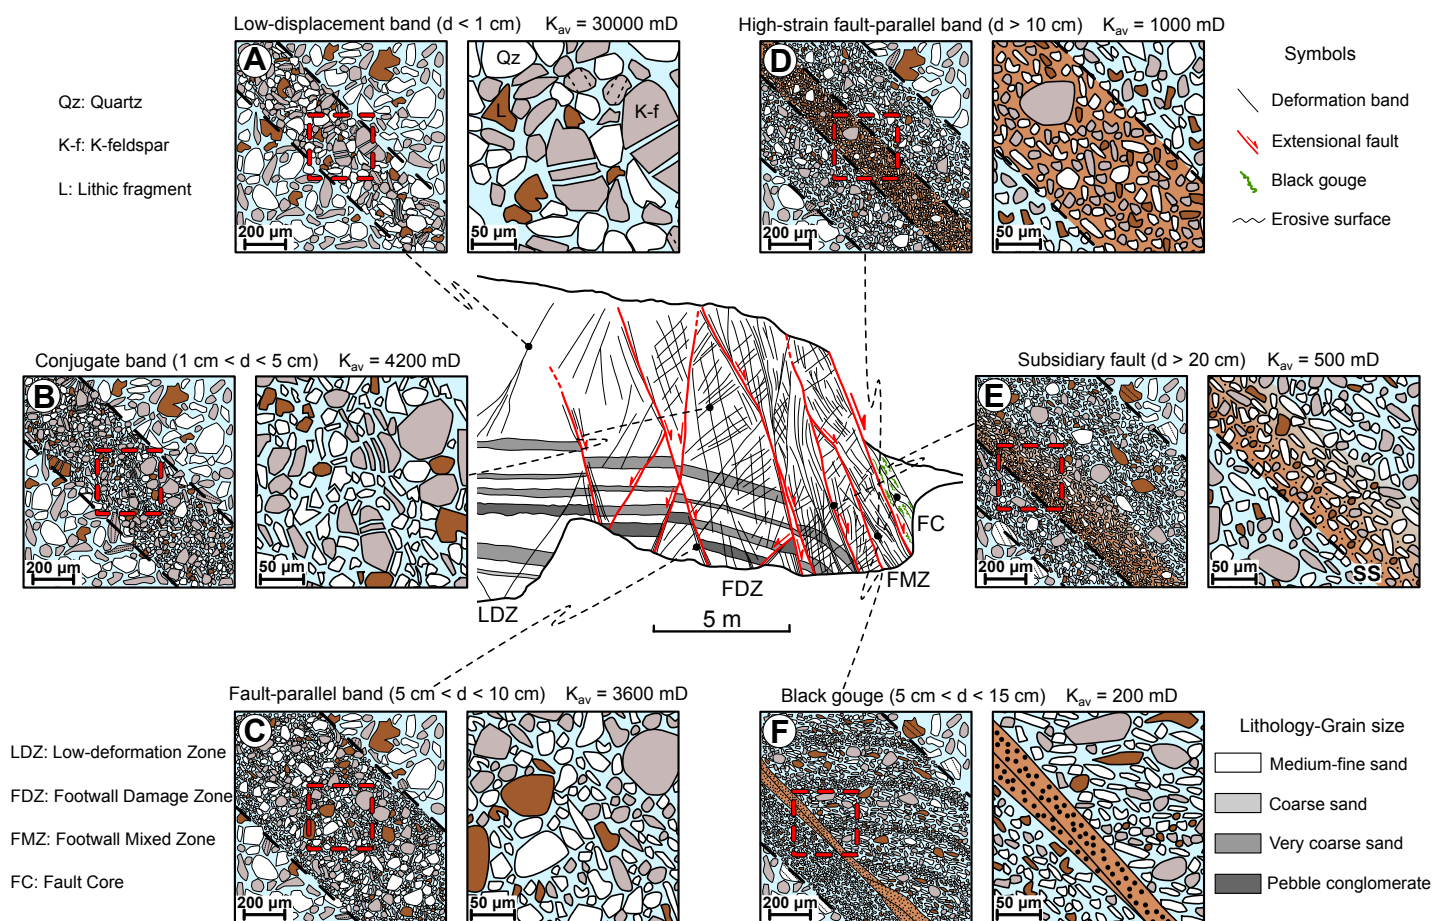 Low-displacement band (d < 1 cm) Kav = 30000 mD
High-strain fault-parallel band (d > 10 cm) Kav = 1000 mD
A
Qz
L
K-f
200 µm
50 µm
D
200 µm
50 µm
Symbols
Deformation band
Extensional fault
Black gouge
Erosive surface
Qz: Quartz
K-f: K-feldspar
L: Lithic fragment
Conjugate band (1 cm < d < 5 cm) Kav = 4200 mD
B
200 µm
50 µm
Subsidiary fault (d > 20 cm) Kav = 500 mD
E
200 µm
50 µm
SS
LDZ
FDZ
FMZ
FC
5 m
Fault-parallel band (5 cm < d < 10 cm) Kav = 3600 mD
C
200 µm
50 µm
Black gouge (5 cm < d < 15 cm) Kav = 200 mD
F
200 µm
50 µm
LDZ: Low-deformation Zone
FDZ: Footwall Damage Zone
FMZ: Footwall Mixed Zone
FC: Fault Core
Lithology-Grain size
Medium-fine sand
Coarse sand
Very coarse sand
Pebble conglomerate